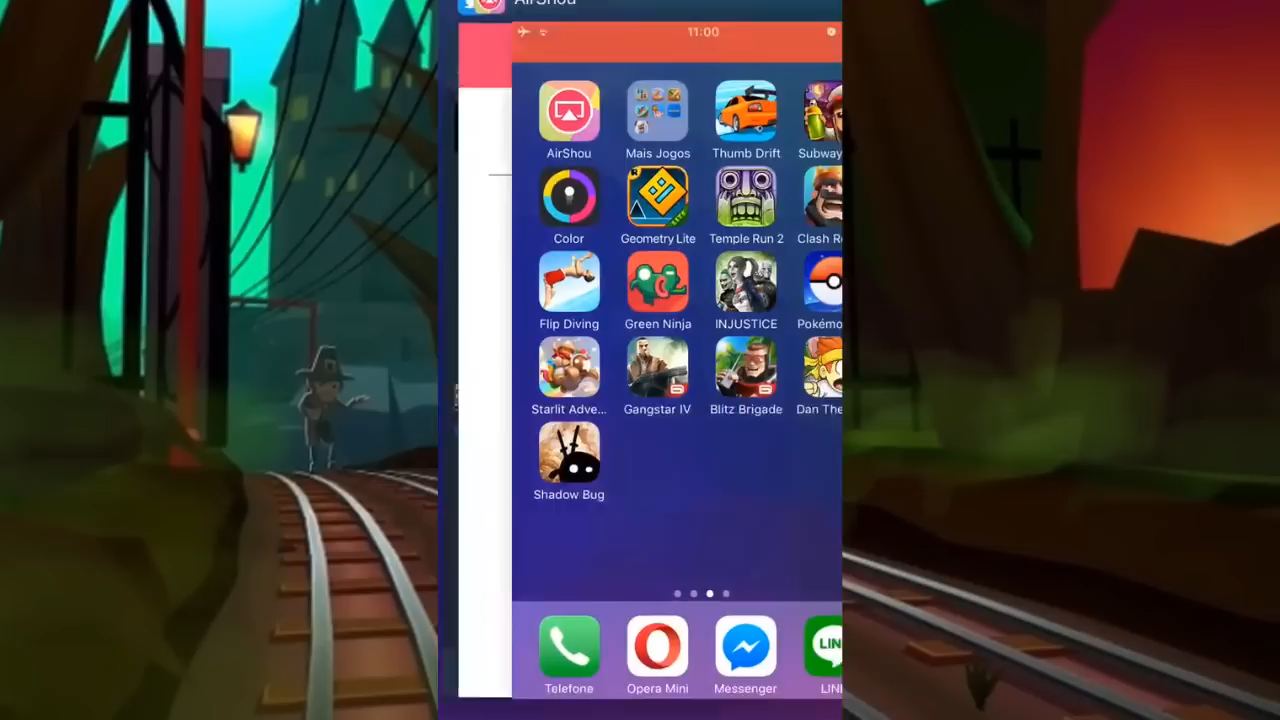 AirShou
11:00
AirShou Mais Jogos Thumb Drift Subway
Color Geometry Lite Temple Run 2 Clash R
Flip Diving Green Ninja INJUSTICE Pokémo
Starlit Adve... Gangstar IV Blitz Brigade Dan The
Shadow Bug
LIN
Telefone Opera Mini Messenger LIN